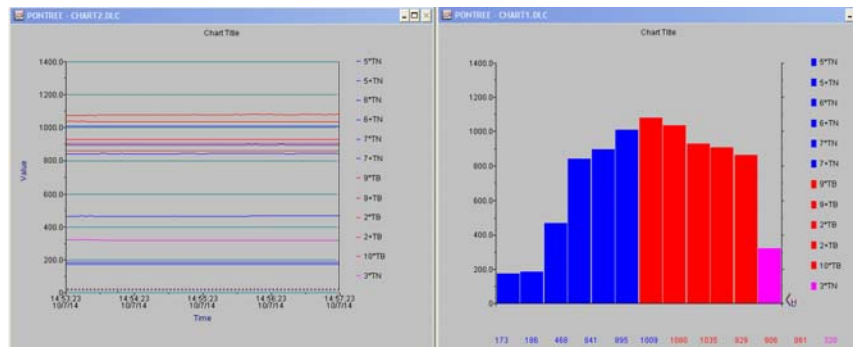 PONTREE - CHART2.DLC
Chart Title
1400.0
1200.0
1000.0
800.0
600.0
400.0
200.0
0
Value
14:53:23 14:54:23 14:55:23 14:56:23 14:57:23
10/7/14 10/7/14 10/7/14 10/7/14 10/7/14
Time
5*TN
5+TN
6*TN
6+TN
7*TN
7+TN
9*TB
9+TB
2*TB
2+TB
10*TB
3*TN
PONTREE - CHART1.DLC
Chart Title
1400.0
1200.0
1000.0
800.0
600.0
400.0
200.0
0
5*TN
5+TN
6*TN
6+TN
7*TN
7+TN
9*TB
9+TB
2*TB
2+TB
10*TB
3*TN
173 186 468 841 895 1009 1080 1035 928 906 861 320